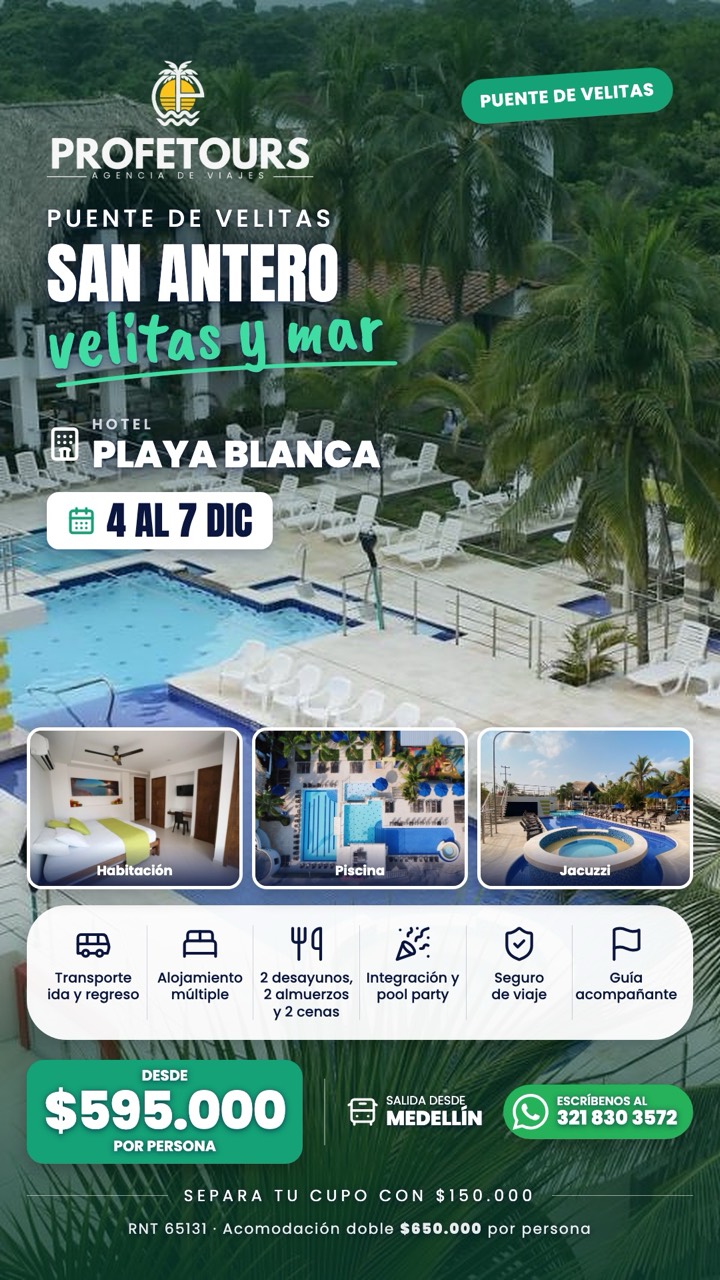 PUENTE DE VELITAS
PROFETOURS
AGENCIA DE VIAJES
PUENTE DE VELITAS
SAN ANTERO
velitas y mar
HOTEL
PLAYA BLANCA
4 AL 7 DIC
Habitación
Piscina
Jacuzzi
Transporte
ida y regreso
Alojamiento
múltiple
2 desayunos,
2 almuerzos
y 2 cenas
Integración y
pool party
Seguro
de viaje
Guía
acompañante
DESDE
$595.000
POR PERSONA
SALIDA DESDE
MEDELLÍN
ESCRÍBENOS AL
321 830 3572
SEPARA TU CUPO CON $150.000
RNT 65131 · Acomodación doble $650.000 por persona